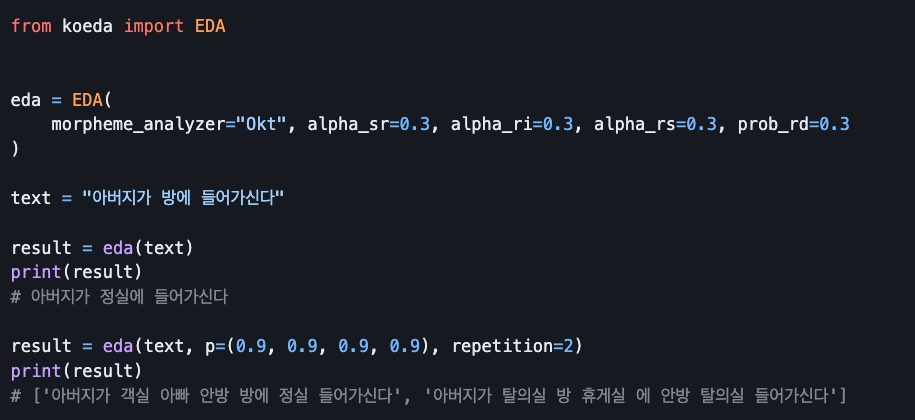 from koeda import EDA
eda = EDA(
morpheme_analyzer="Okt", alpha_sr=0.3, alpha_ri=0.3, alpha_rs=0.3, prob_rd=0.3
)
text = "아버지가 방에 들어가신다"
result = eda(text)
print(result)
# 아버지가 정실에 들어가신다
result = eda(text, p=(0.9, 0.9, 0.9, 0.9), repetition=2)
print(result)
# ['아버지가 객실 아빠 안방 방에 정실 들어가신다', '아버지가 탈의실 방 휴게실 에 안방 탈의실 들어가신다']